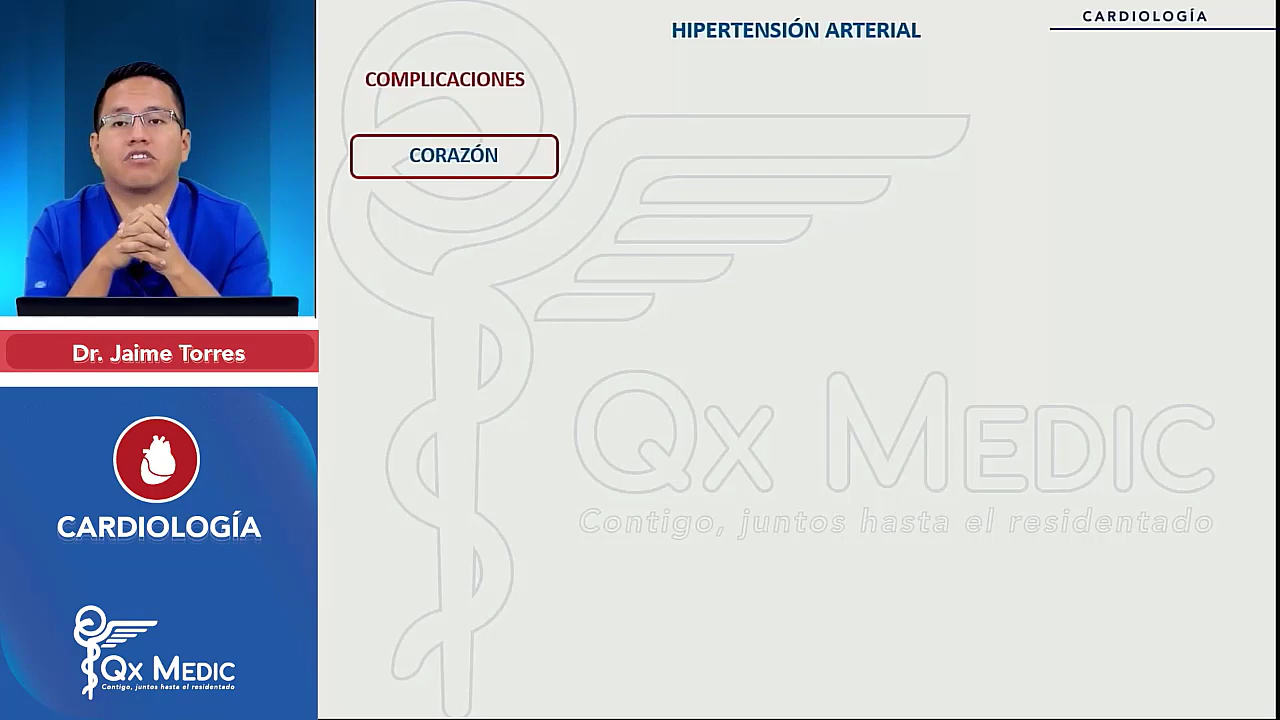 CARDIOLOGÍA
HIPERTENSIÓN ARTERIAL
COMPLICACIONES
CORAZÓN
Dr. Jaime Torres
CARDIOLOGÍA
QX MEDIC
Contigo, juntos hasta el residentado
QX MEDIC
Contigo, juntos hasta el residentado